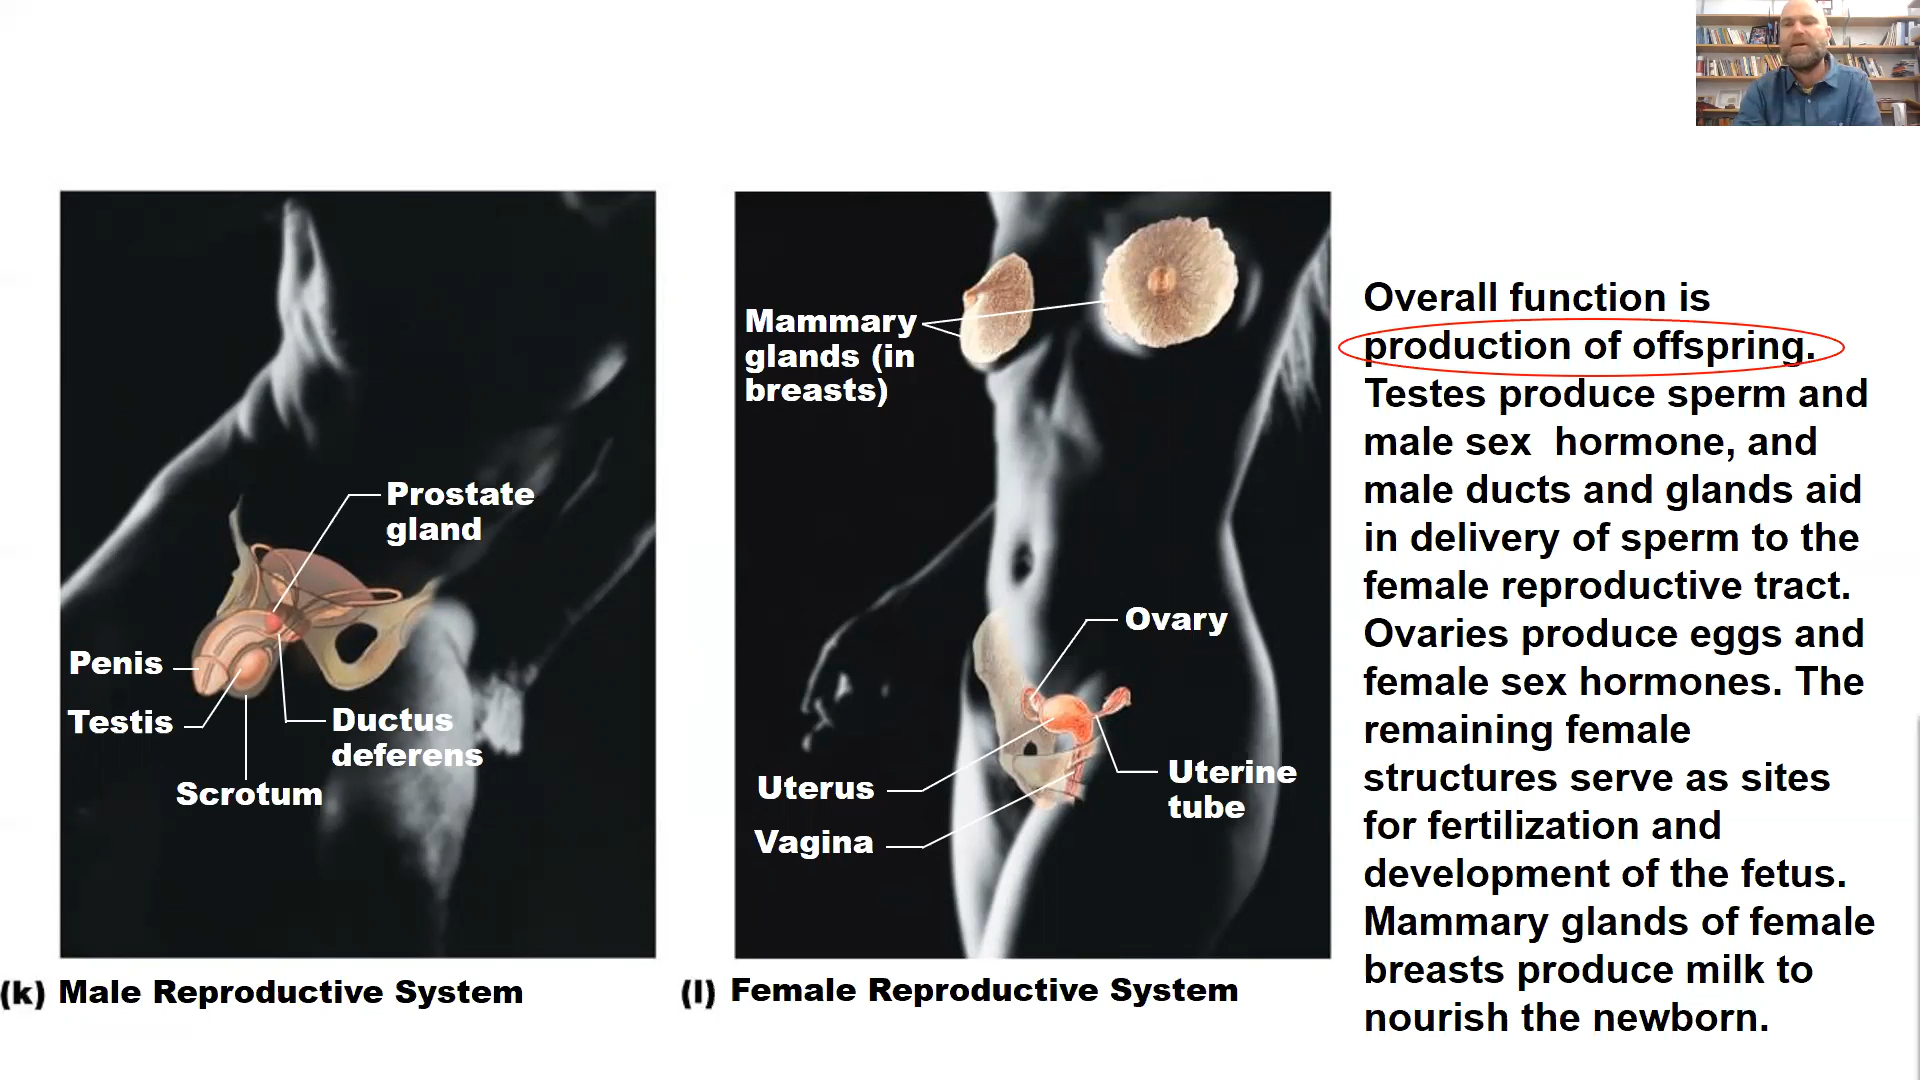 Prostate
gland
Penis
Testis
Ductus
deferens
Scrotum
(k) Male Reproductive System
Mammary
glands (in
breasts)
Ovary
Uterus
Uterine
tube
Vagina
(l) Female Reproductive System
Overall function is
production of offspring.
Testes produce sperm and
male sex  hormone, and
male ducts and glands aid
in delivery of sperm to the
female reproductive tract.
Ovaries produce eggs and
female sex hormones. The
remaining female
structures serve as sites
for fertilization and
development of the fetus.
Mammary glands of female
breasts produce milk to
nourish the newborn.